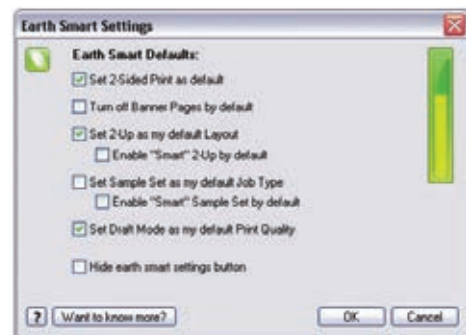 Earth Smart Settings
Earth Smart Defaults:
Set 2-Sided Print as default
Turn off Banner Pages by default
Set 2-Up as my default Layout
Enable "Smart" 2-Up by default
Set Sample Set as my default Job Type
Enable "Smart" Sample Set by default
Set Draft Mode as my default Print Quality
Hide earth smart settings button
? Want to know more? OK Cancel